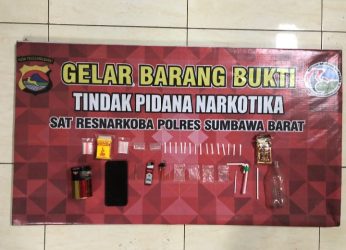 GELAR BARANG BUKTI
TINDAK PIDANA NARKOTIKA
SAT RESNARKOBA POLRES SUMBAWA BARAT